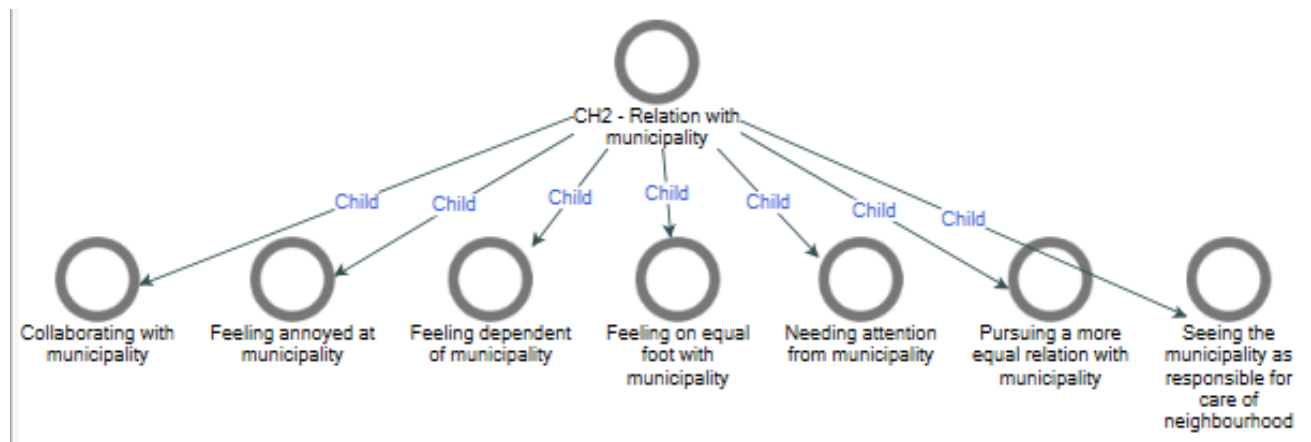 CH2 - Relation with
municipality
Child
Child
Child
Child
Child
Child
Child
Collaborating with
municipality
Feeling annoyed at
municipality
Feeling dependent
of municipality
Feeling on equal
foot with
municipality
Needing attention
from municipality
Pursuing a more
equal relation with
municipality
Seeing the
municipality as
responsible for
care of
neighbourhood